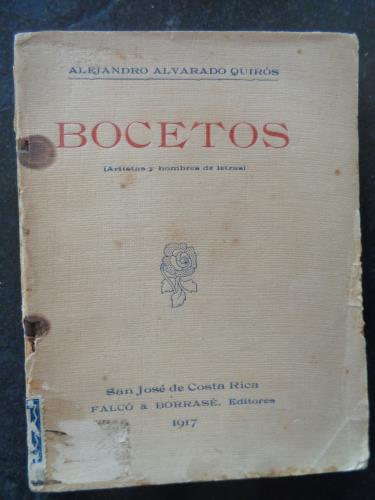 ALEJANDRO ALVARADO QUIRÓS
BOCETOS
(Artistas y hombres de letras)
San José de Costa Rica
FALCÓ & BORRASÉ, Editores
1917